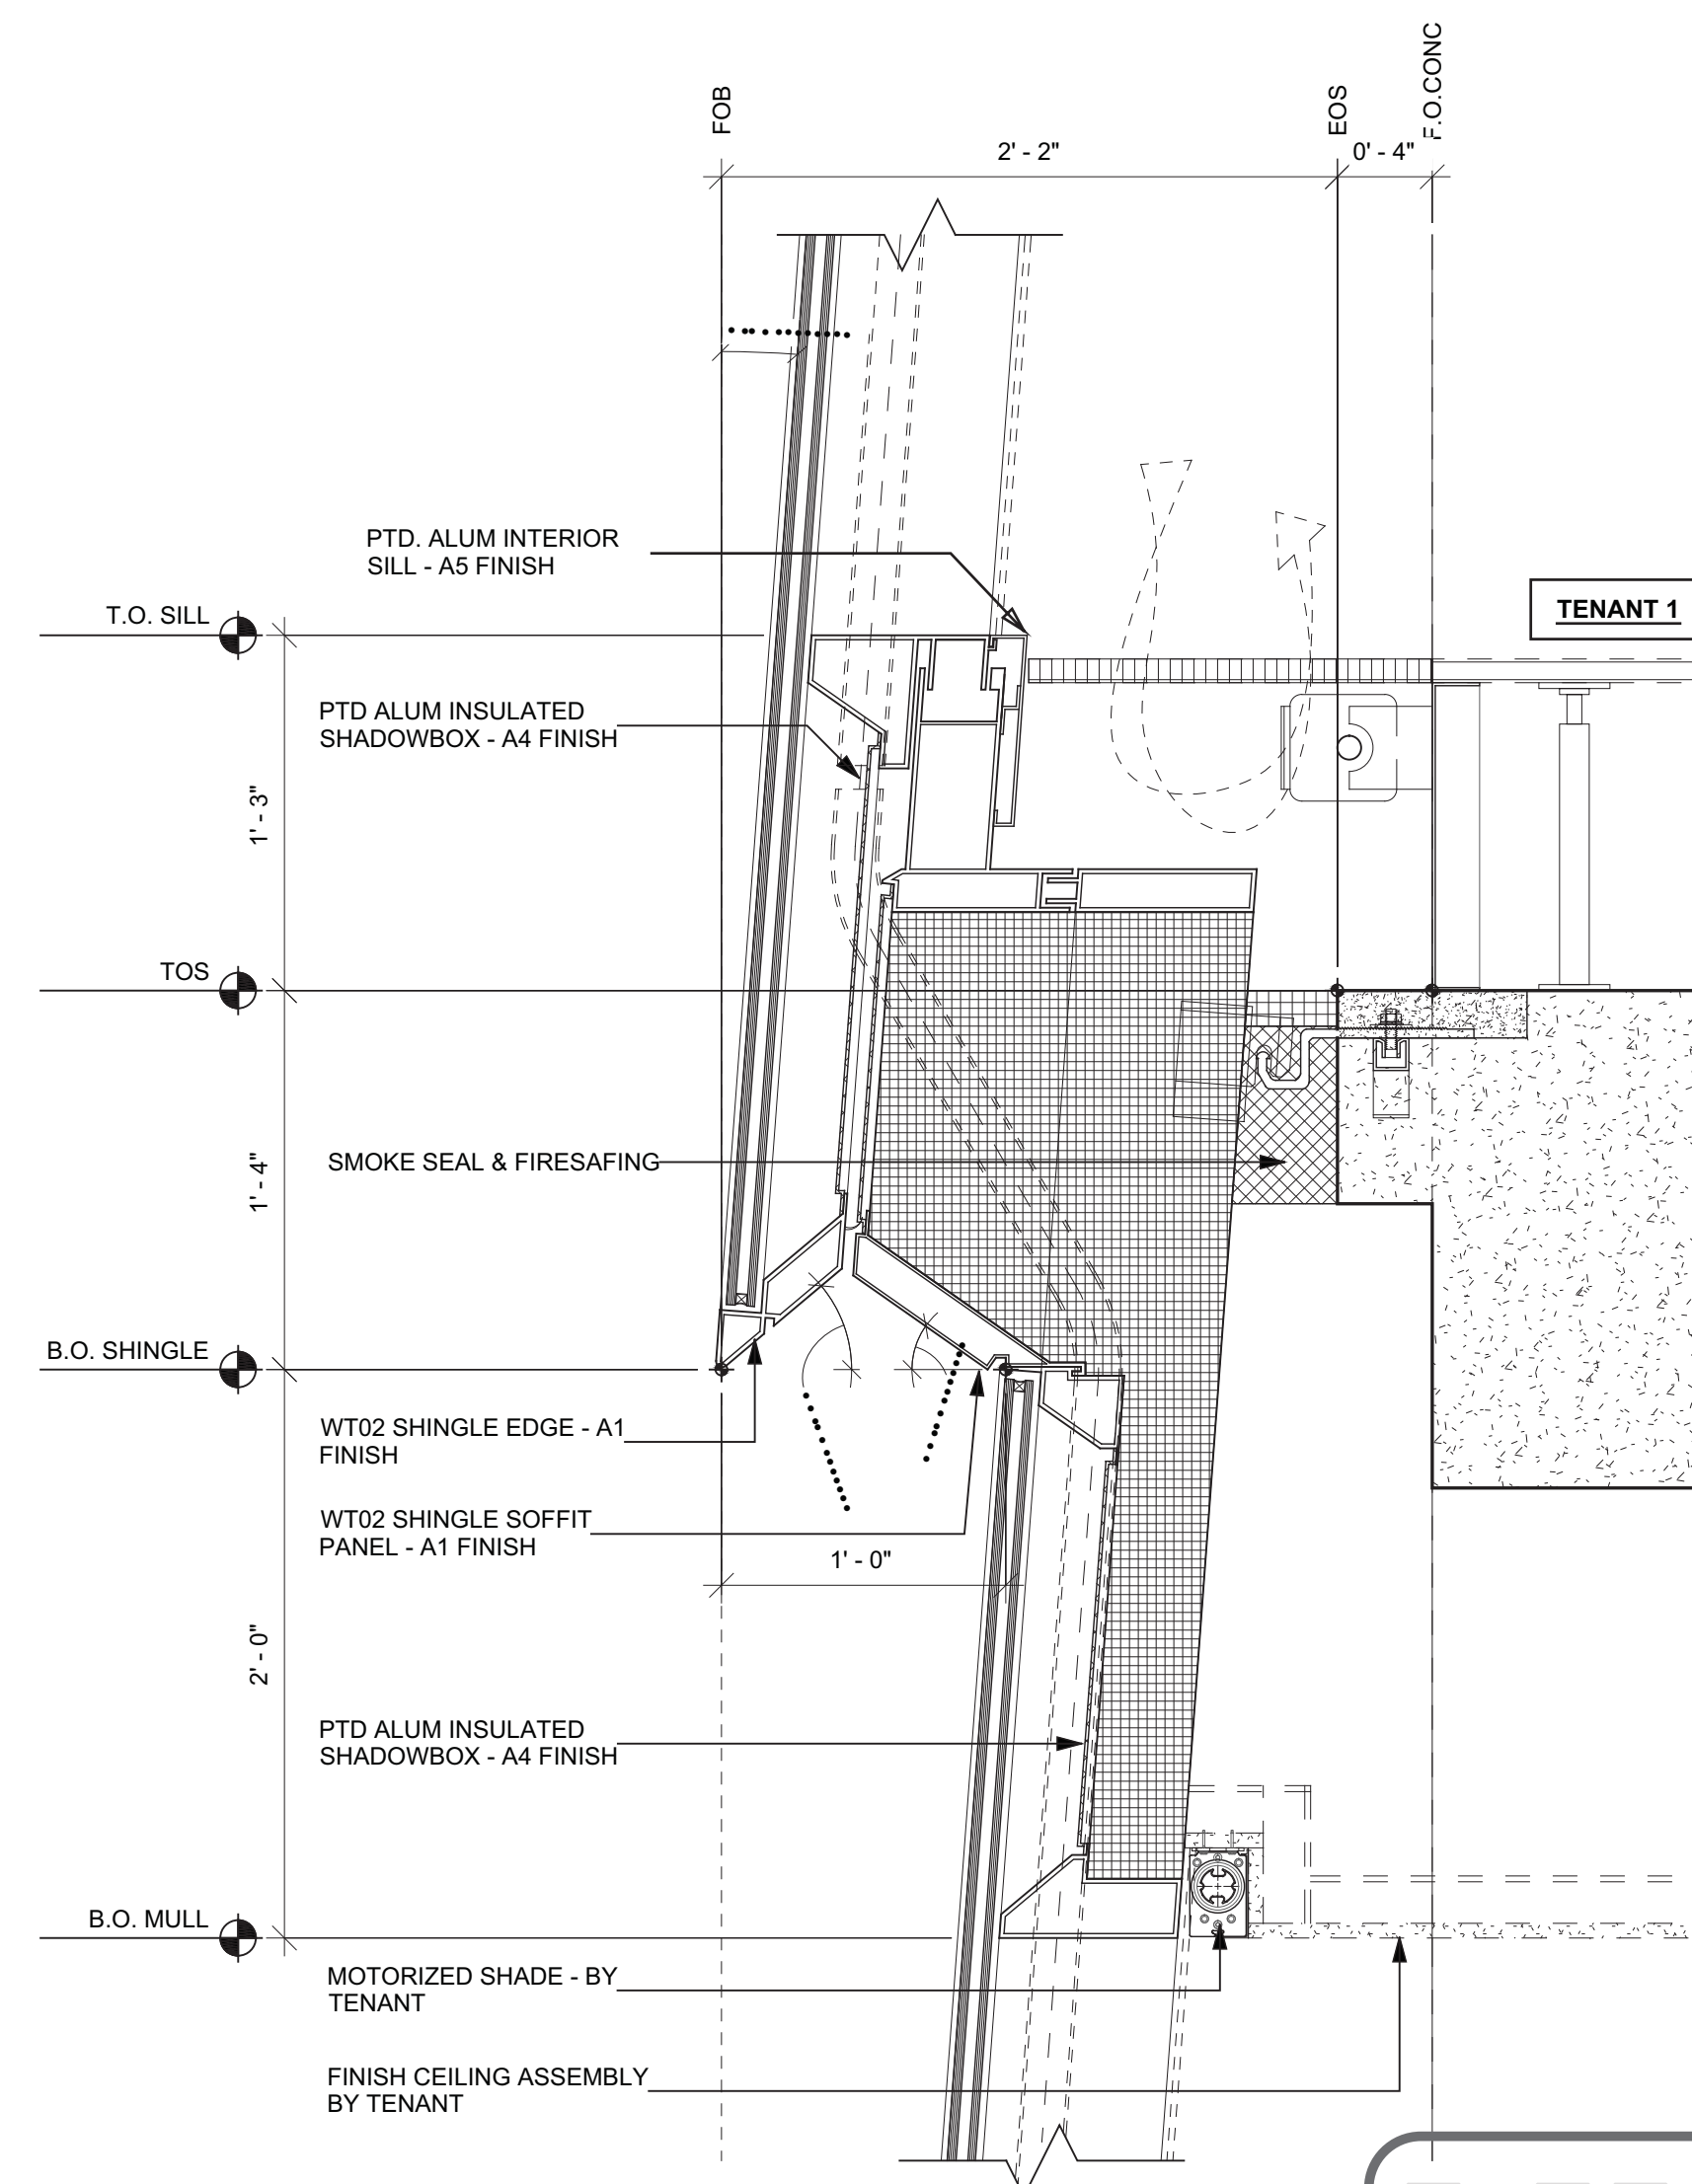 FOB
EOS
F.O.CONC
2' - 2"
0' - 4"
PTD. ALUM INTERIOR
SILL - A5 FINISH
TENANT 1
T.O. SILL
PTD ALUM INSULATED
SHADOWBOX - A4 FINISH
1' - 3"
TOS
SMOKE SEAL & FIRESAFING
1' - 4"
B.O. SHINGLE
WT02 SHINGLE EDGE - A1
FINISH
WT02 SHINGLE SOFFIT
PANEL - A1 FINISH
1' - 0"
2' - 0"
PTD ALUM INSULATED
SHADOWBOX - A4 FINISH
B.O. MULL
MOTORIZED SHADE - BY
TENANT
FINISH CEILING ASSEMBLY
BY TENANT